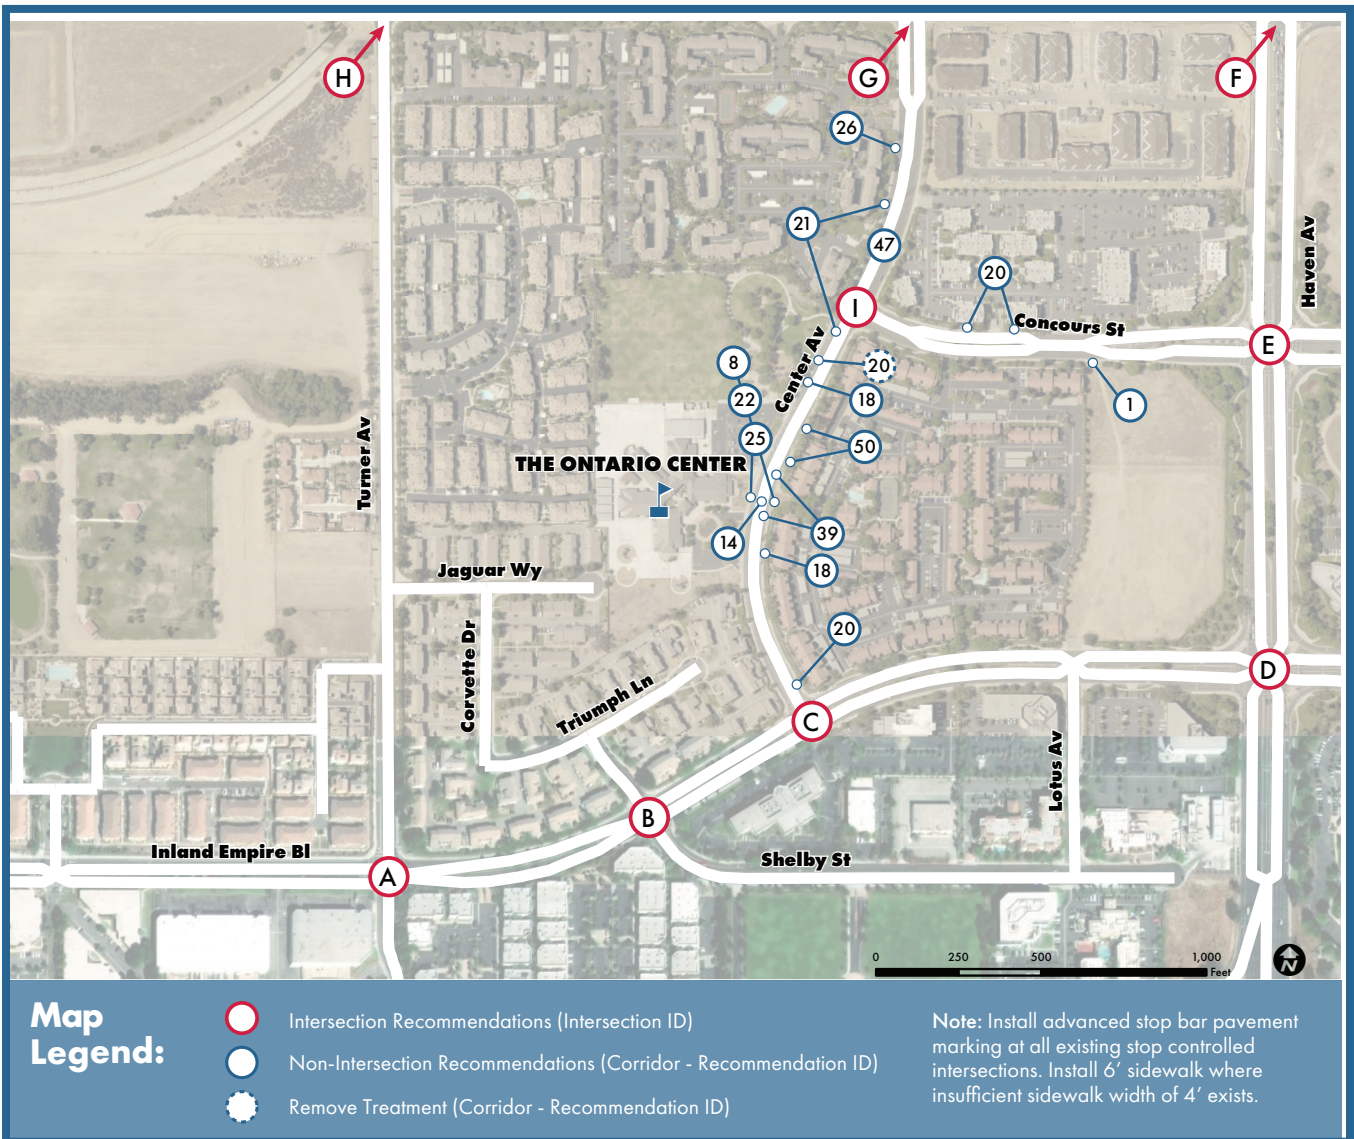 H
G
F
26
21
47
20
Haven Av
I
Concours St
E
Center Av
8
20
22
18
1
25
50
Turner Av
THE ONTARIO CENTER
14
39
18
Jaguar Wy
Corvette Dr
20
Triumph Ln
D
C
Lotus Av
B
Inland Empire Bl
Shelby St
A
0 250 500 1,000
Feet
N
Map
Legend:
Intersection Recommendations (Intersection ID)
Non-Intersection Recommendations (Corridor - Recommendation ID)
Remove Treatment (Corridor - Recommendation ID)
Note: Install advanced stop bar pavement
marking at all existing stop controlled
intersections. Install 6’ sidewalk where
insufficient sidewalk width of 4’ exists.